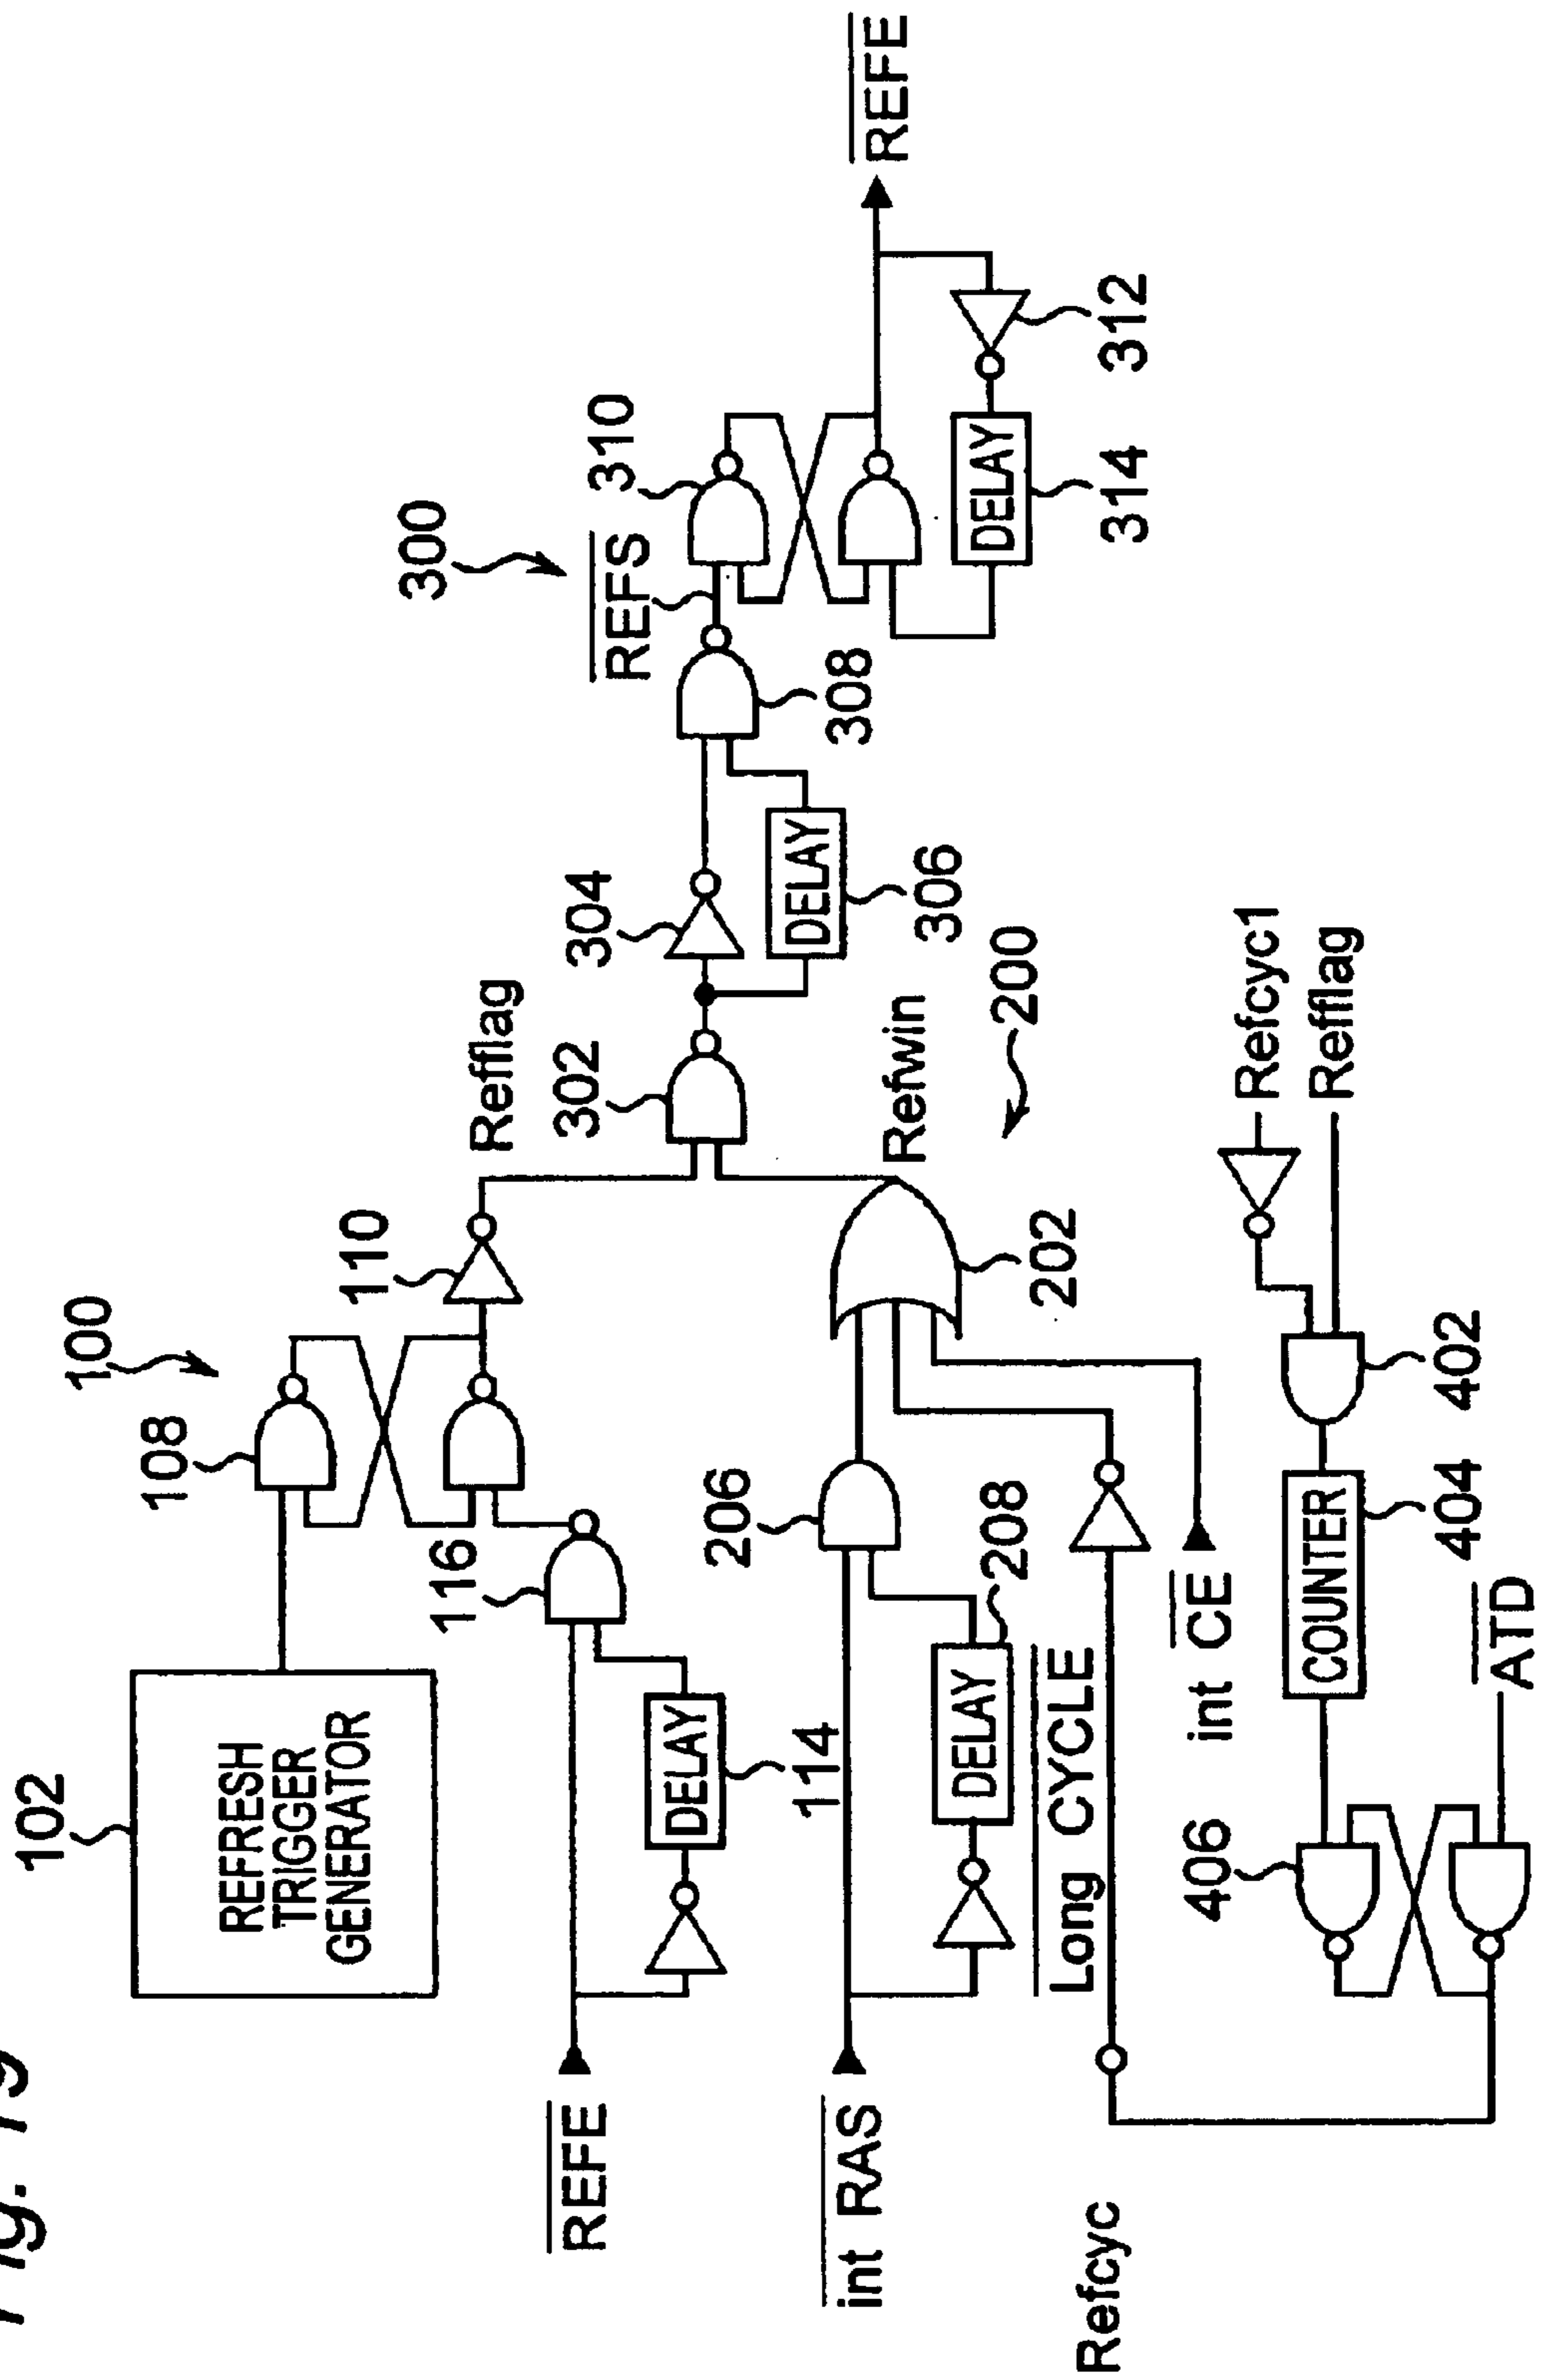 Fig. 19
102
REFRESH
TRIGGER
GENERATOR
100
108
110
116
DELAY
114
REFE
Refflag
302
304
DELAY
306
308
REFS
300
310
REFE
312
DELAY
314
int RAS
206
DELAY
208
202
Refwin
200
Long CYCLE
int CE
Refcyc
406
COUNTER
404
ATD
402
Refcyc1
Refflag